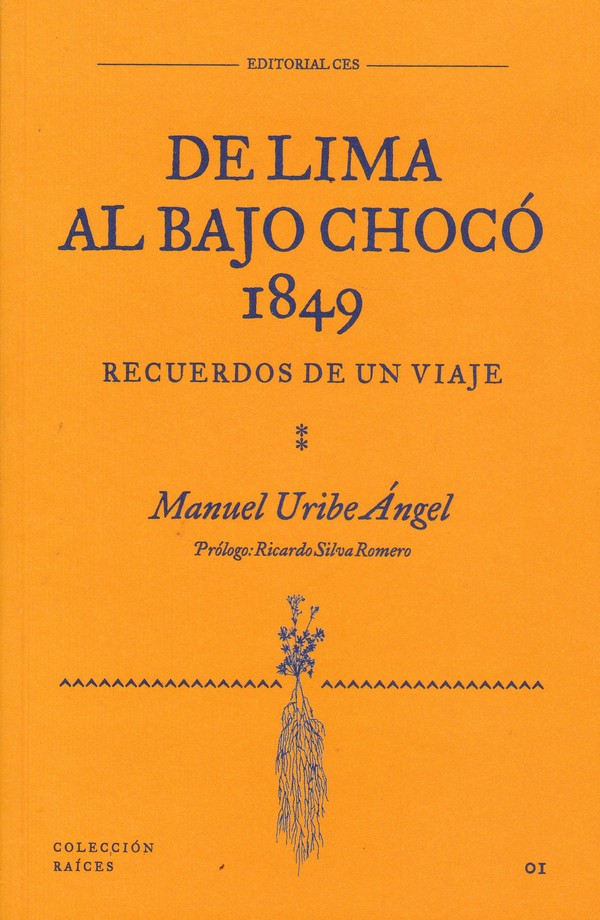 EDITORIAL CES
DE LIMA
AL BAJO CHOCÓ
1849
RECUERDOS DE UN VIAJE
Manuel Uribe Ángel
Prólogo: Ricardo Silva Romero
COLECCIÓN
RAÍCES
01